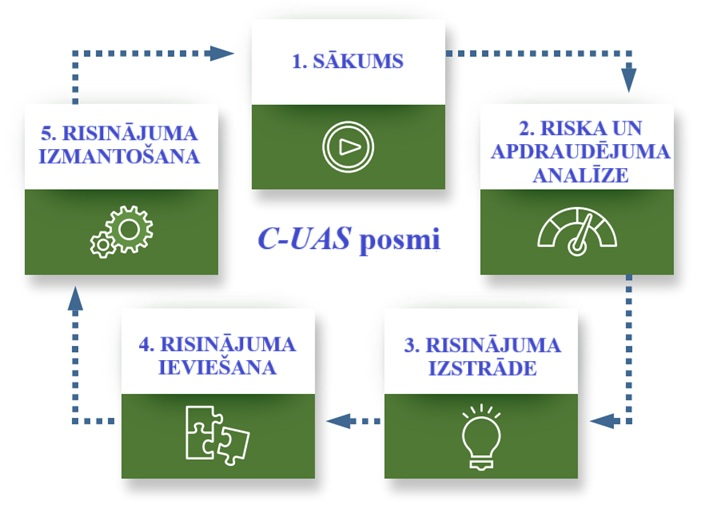 1. SĀKUMS
2. RISKA UN
APDRAUDĒJUMA
ANALĪZE
3. RISINĀJUMA
IZSTRĀDE
4. RISINĀJUMA
IEVIEŠANA
5. RISINĀJUMA
IZMANTOŠANA
C-UAS posmi